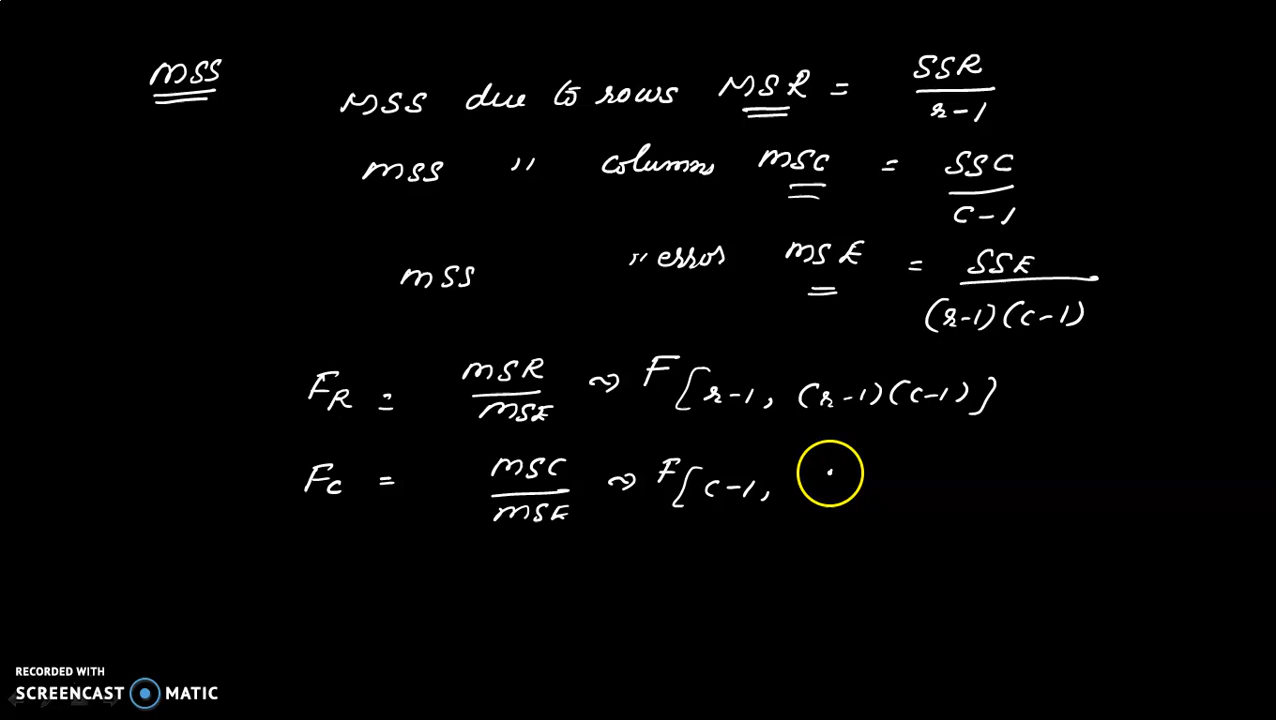 MSS
MSS due to rows MSR = SSR / r-1
MSS " columns MSC = SSC / c-1
MSS " error MSE = SSE / (r-1)(c-1)
FR = MSR / MSE ~ F[r-1, (r-1)(c-1)]
Fc = MSC / MSE ~ F[c-1,
RECORDED WITH
SCREENCAST MATIC